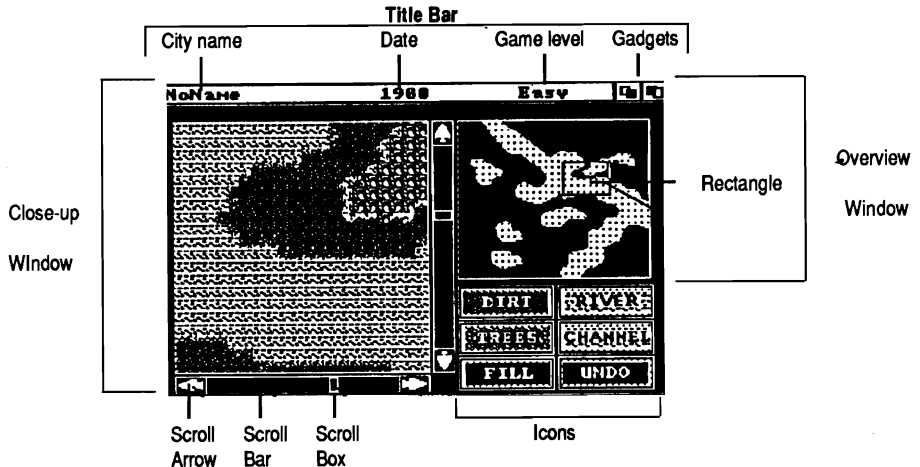 Title Bar
City name Date Game level Gadgets
NoName 1900 Easy
Close-up
WIndow
Overview
Window
Rectangle
DIRT RIVER
TREES CHANNEL
FILL UNDO
Scroll
Arrow
Scroll
Bar
Scroll
Box
Icons